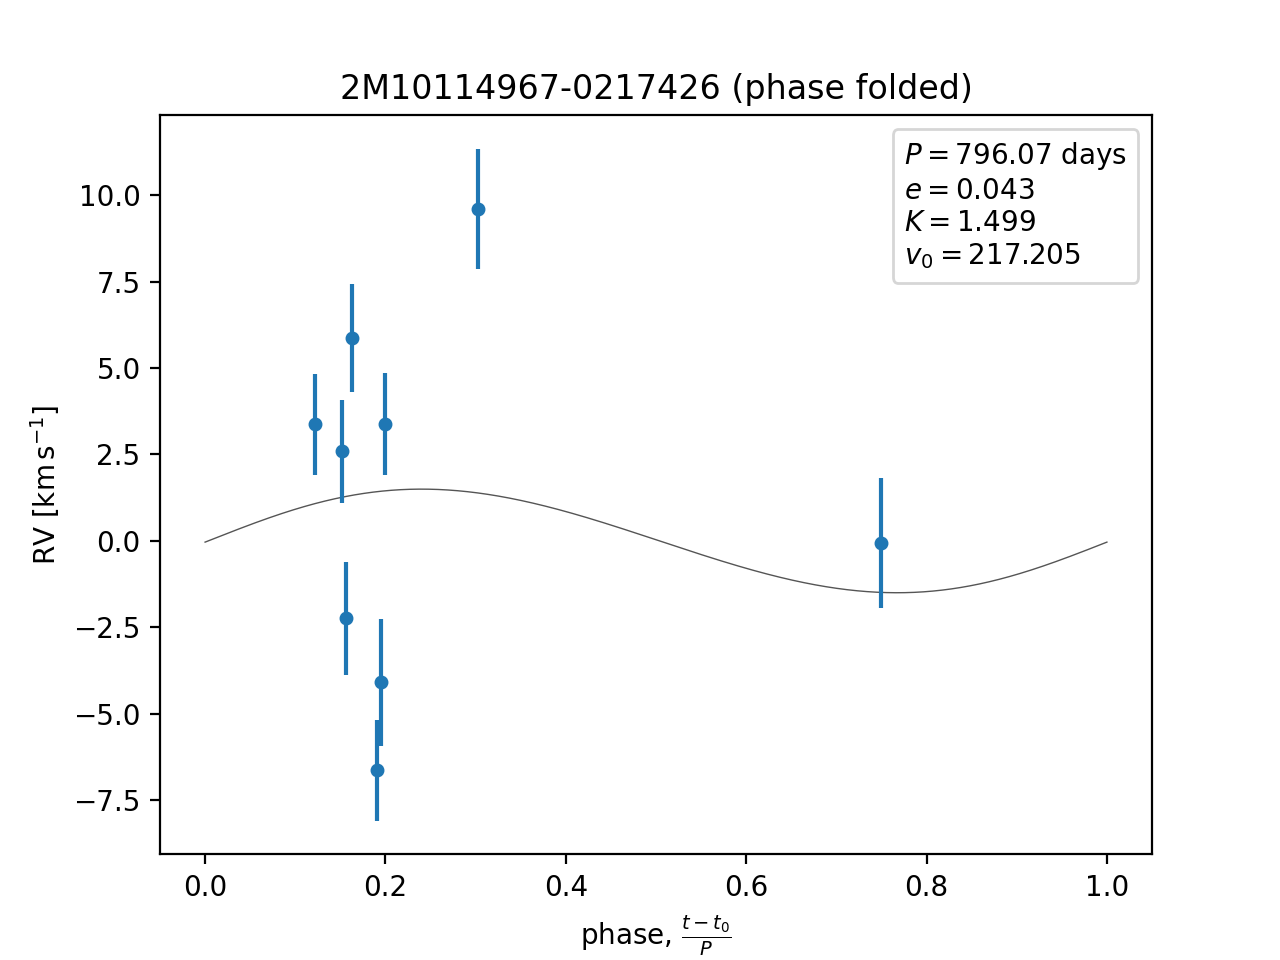 2M10114967-0217426 (phase folded)
P = 796.07 days
e = 0.043
K = 1.499
v₀ = 217.205
10.0
7.5
5.0
2.5
0.0
−2.5
−5.0
−7.5
RV [km s⁻¹]
0.0 0.2 0.4 0.6 0.8 1.0
phase, (t − t₀)/P